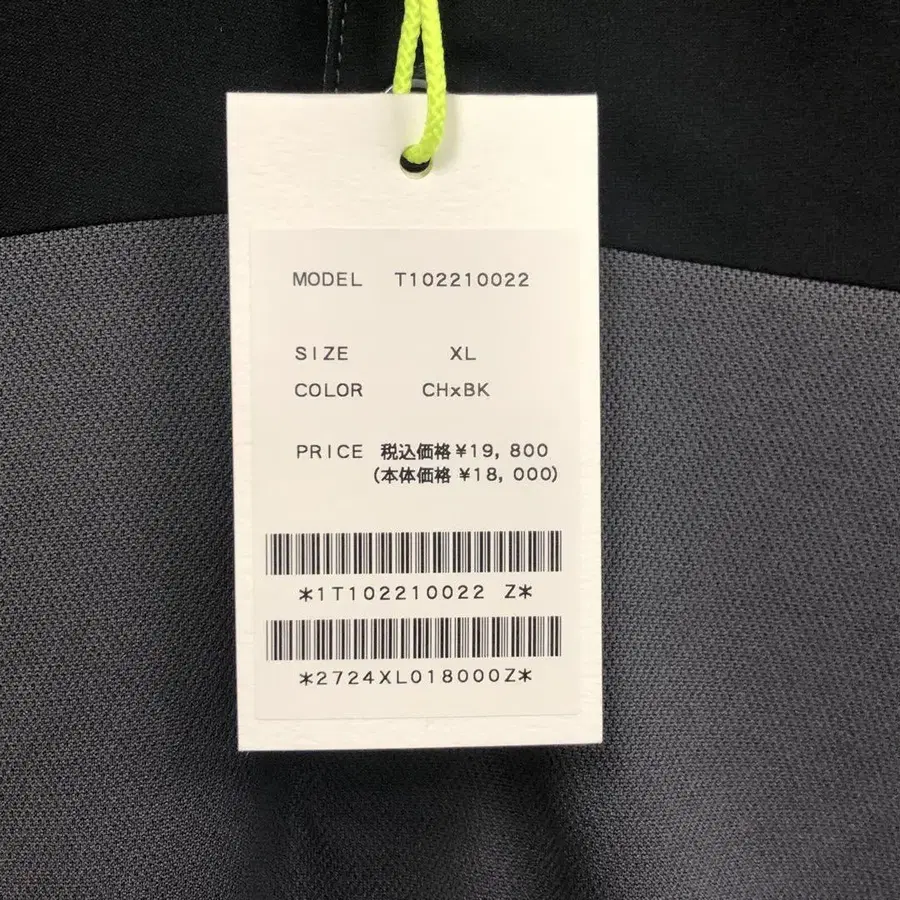 MODEL T102210022
SIZE XL
COLOR CHxBK
PRICE 税込価格¥19,800
(本体価格 ¥18,000)
*1T102210022 Z*
*2724XL018000Z*